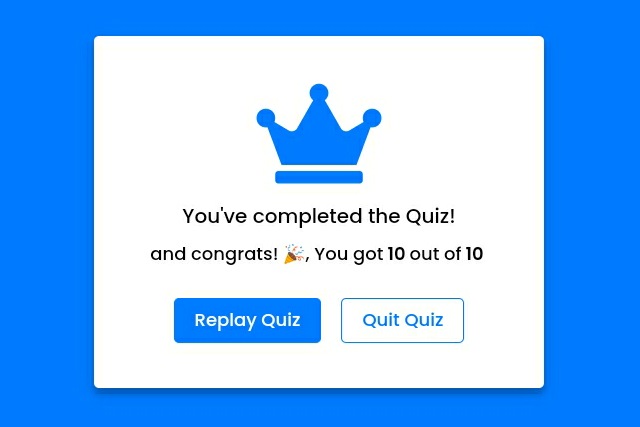 You've completed the Quiz!
and congrats! 🎉, You got 10 out of 10
Replay Quiz
Quit Quiz